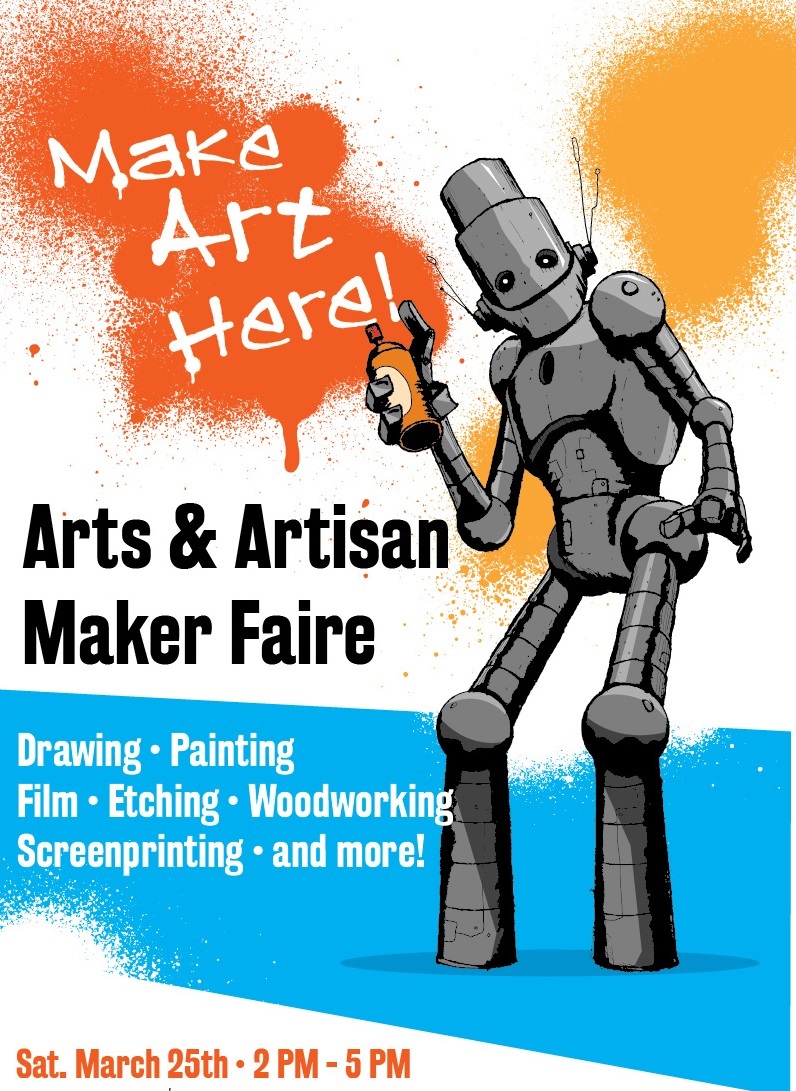 Make
Art
Here!
Arts & Artisan
Maker Faire
Drawing • Painting
Film • Etching • Woodworking
Screenprinting • and more!
Sat. March 25th • 2 PM - 5 PM